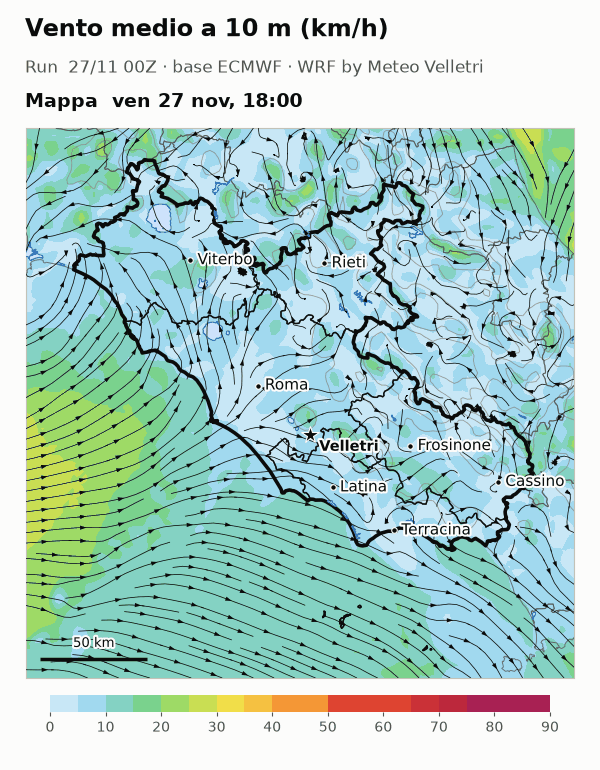 Vento medio a 10 m (km/h)
Run 27/11 00Z · base ECMWF · WRF by Meteo Velletri
Mappa ven 27 nov, 18:00
Viterbo
Rieti
Roma
Velletri
Frosinone
Cassino
Latina
Terracina
50 km
0 10 20 30 40 50 60 70 80 90